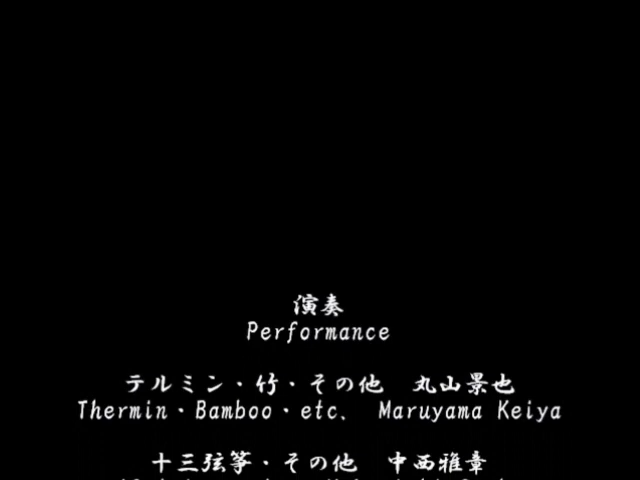 演奏
Performance
テルミン・竹・その他　丸山景也
Thermin・Bamboo・etc.　Maruyama Keiya
十三弦箏・その他　中西雅章